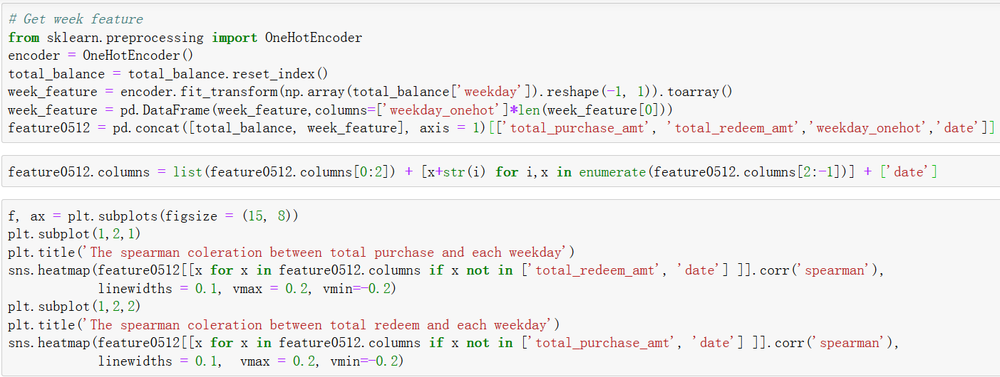 # Get week feature
from sklearn.preprocessing import OneHotEncoder
encoder = OneHotEncoder()
total_balance = total_balance.reset_index()
week_feature = encoder.fit_transform(np.array(total_balance['weekday']).reshape(-1, 1)).toarray()
week_feature = pd.DataFrame(week_feature,columns=['weekday_onehot']*len(week_feature[0]))
feature0512 = pd.concat([total_balance, week_feature], axis = 1)[['total_purchase_amt', 'total_redeem_amt','weekday_onehot','date']]
feature0512.columns = list(feature0512.columns[0:2]) + [x+str(i) for i,x in enumerate(feature0512.columns[2:-1])] + ['date']
f, ax = plt.subplots(figsize = (15, 8))
plt.subplot(1,2,1)
plt.title('The spearman coleration between total purchase and each weekday')
sns.heatmap(feature0512[[x for x in feature0512.columns if x not in ['total_redeem_amt', 'date'] ]].corr('spearman'),
            linewidths = 0.1, vmax = 0.2, vmin=-0.2)
plt.subplot(1,2,2)
plt.title('The spearman coleration between total redeem and each weekday')
sns.heatmap(feature0512[[x for x in feature0512.columns if x not in ['total_purchase_amt', 'date'] ]].corr('spearman'),
            linewidths = 0.1,  vmax = 0.2, vmin=-0.2)